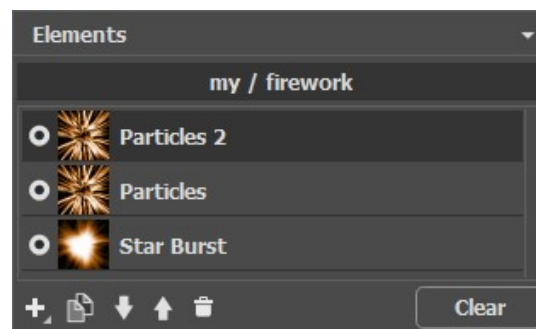 Elements
my / firework
Particles 2
Particles
Star Burst
Clear